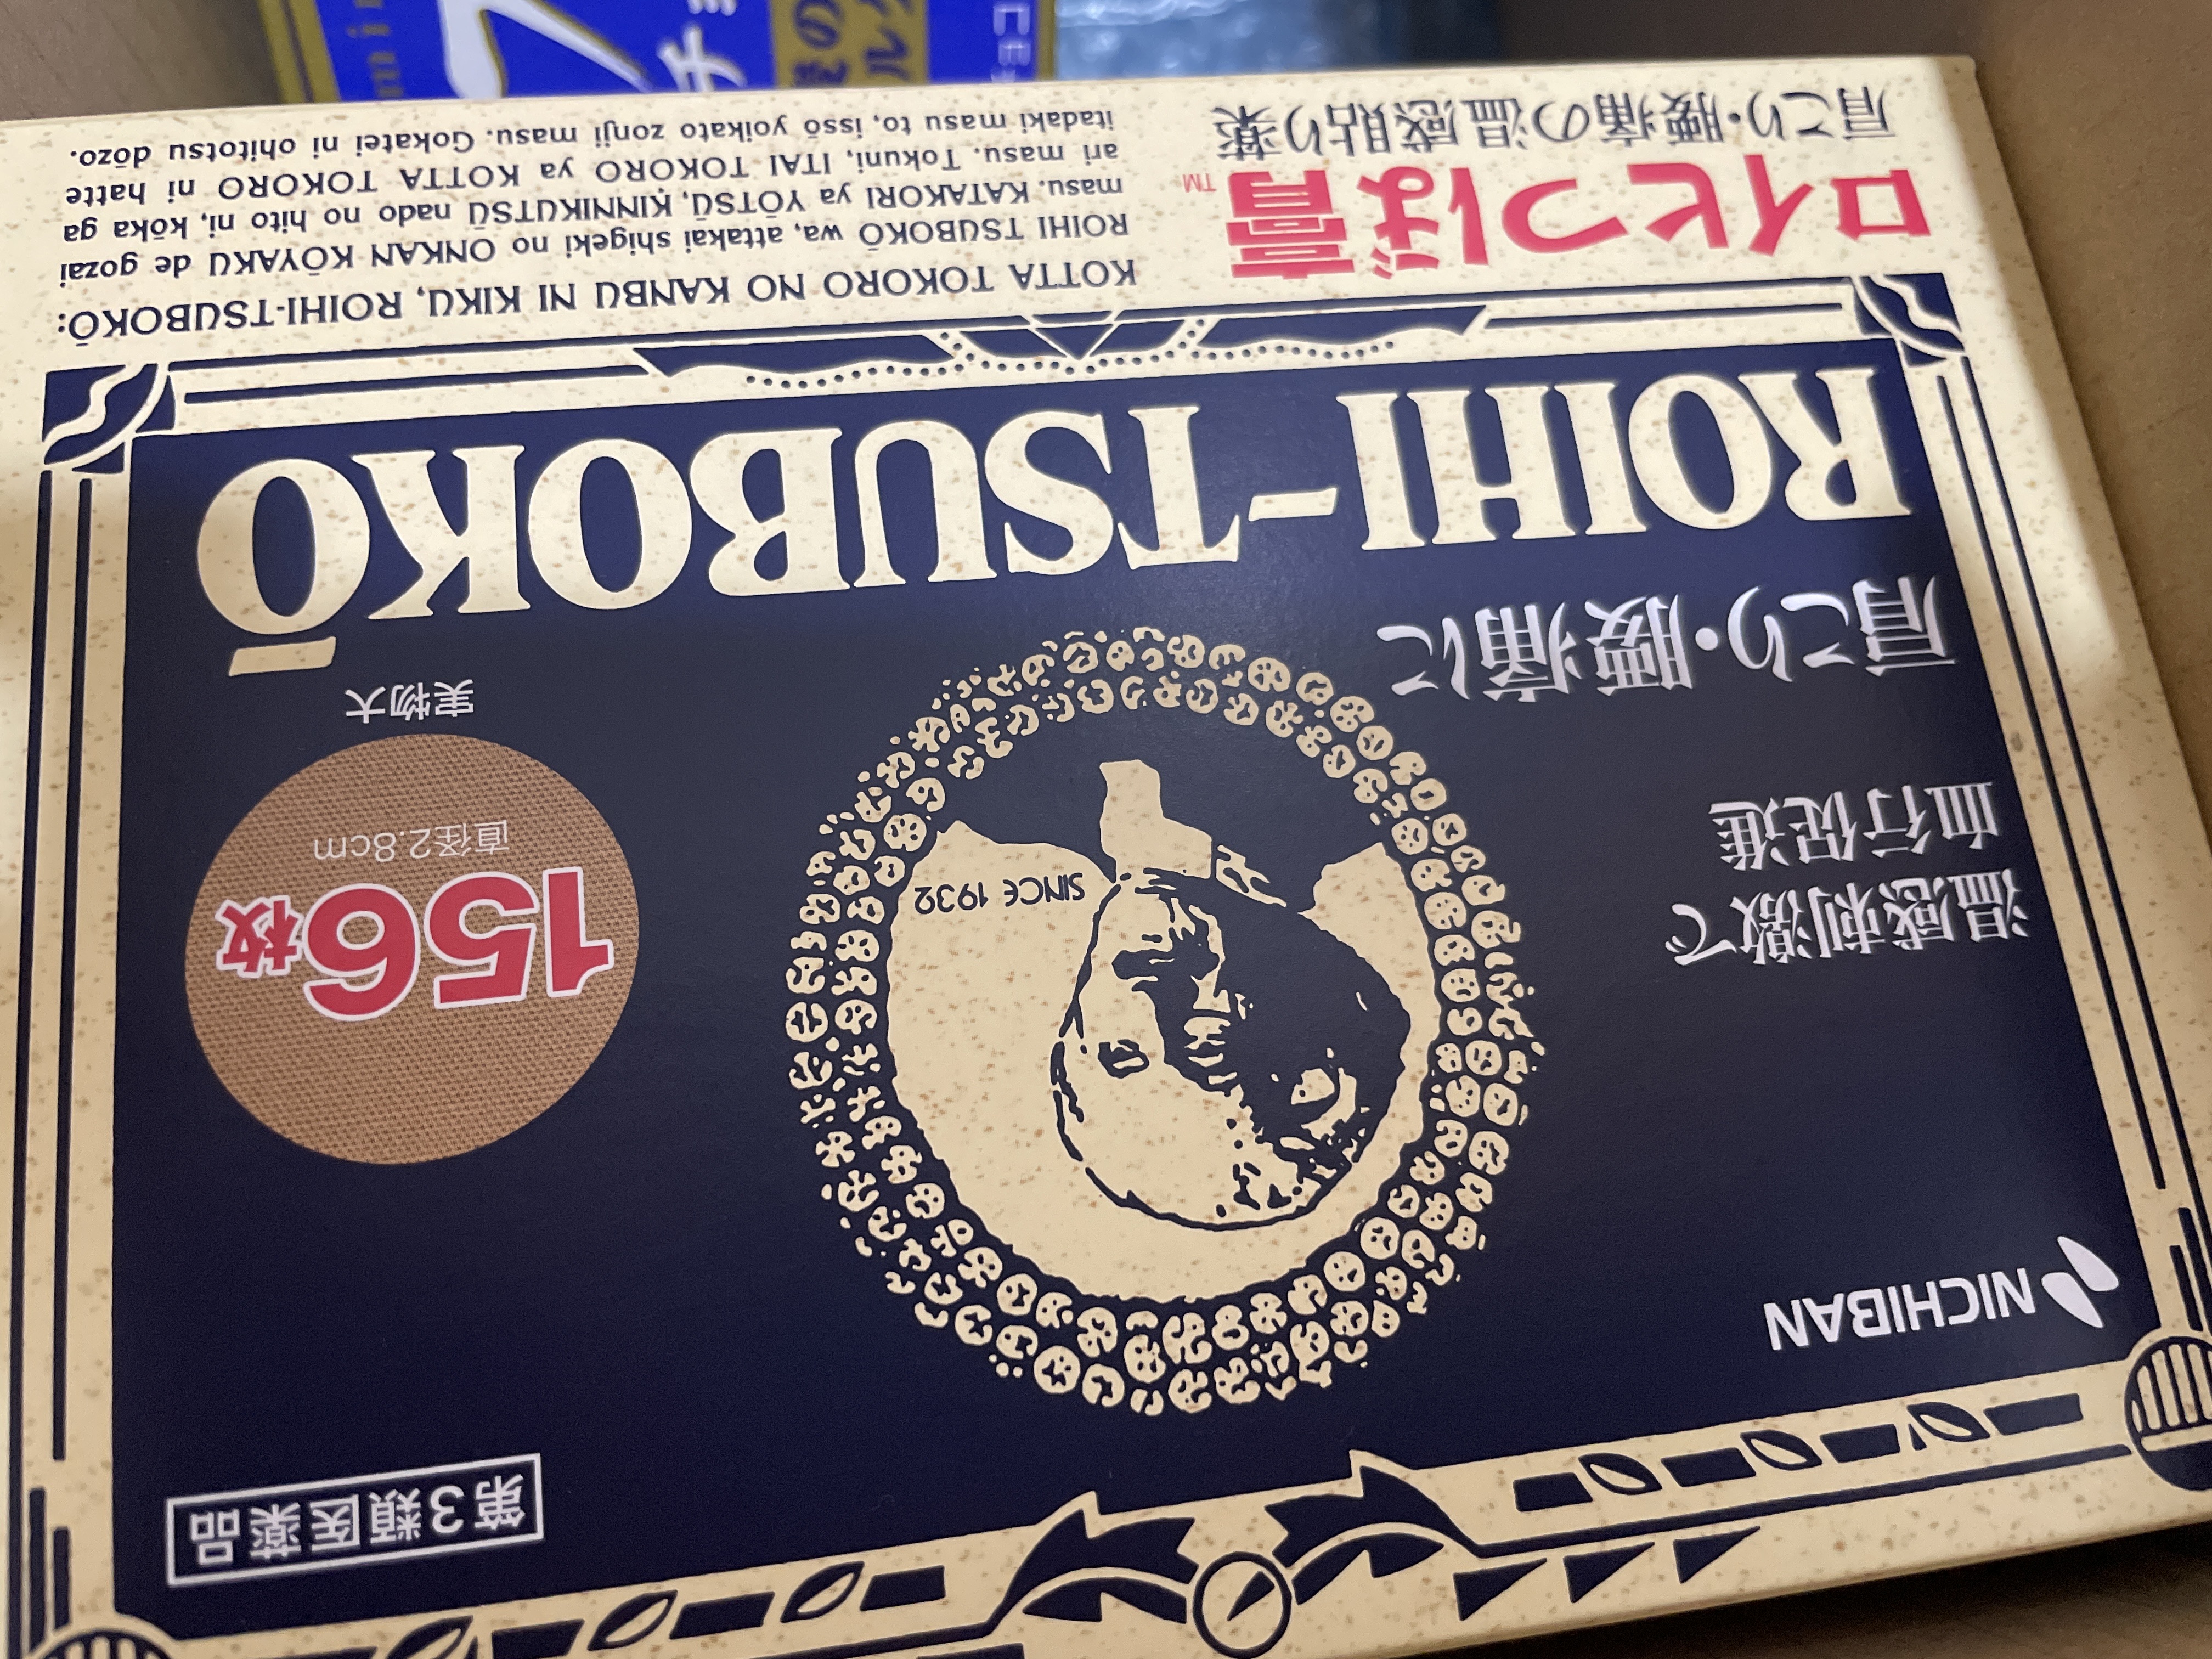 NICHIBAN
第3類医薬品
温感刺激で
血行促進
肩こり・腰痛に
SINCE 1932
156枚
直径2.8cm
実物大
ROIHI-TSUBOKŌ
ロイヒつぼ膏™
肩こり・腰痛の温感貼り薬
KOTTA TOKORO NO KANBU NI KIKU, ROIHI-TSUBOKŌ:
ROIHI TSUBOKŌ wa, attakai shigeki no ONKAN KŌYAKU de gozai
masu. KATAKORI ya YŌTSŪ, KINNIKUTSŪ nado no hito ni, kōka ga
ari masu. Tokuni, ITAI TOKORO ya KOTTA TOKORO ni hatte
itadaki masu to, issō yoikato zonji masu. Gokatei ni ohitotsu dōzo.